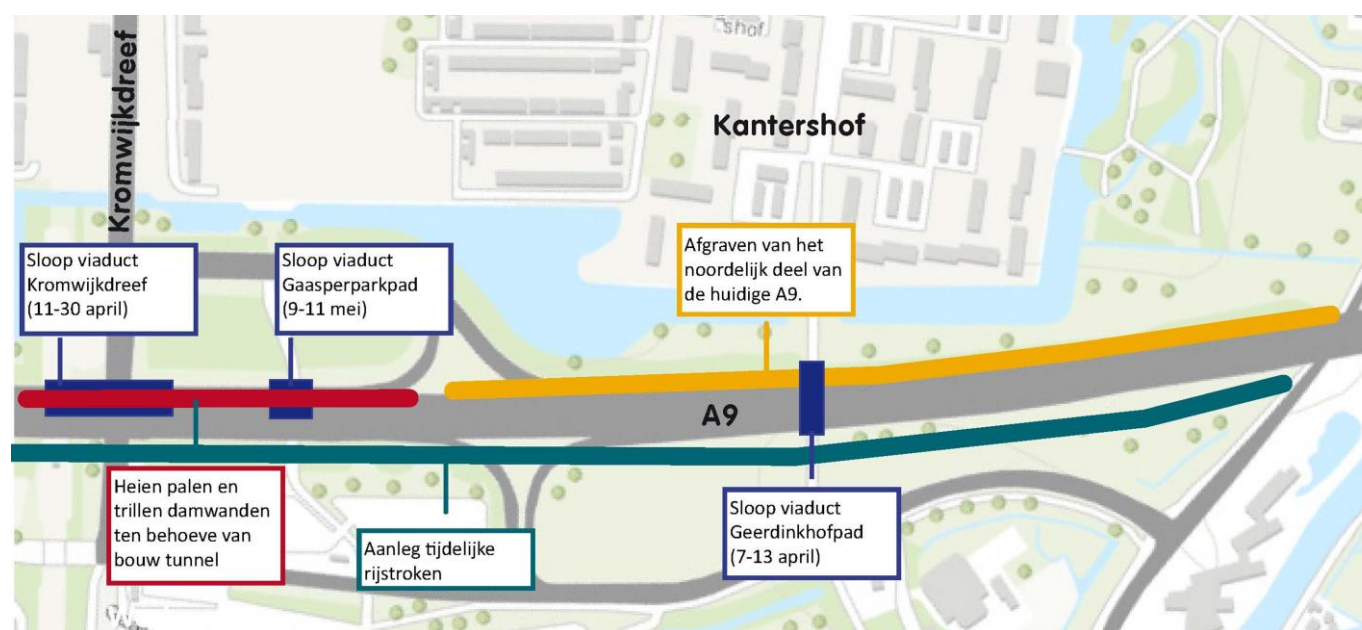 Kromwijkdreef
shof
Kantershof
Sloop viaduct
Kromwijkdreef
(11-30 april)
Sloop viaduct
Gaasperparkpad
(9-11 mei)
Afgraven van het
noordelijk deel van
de huidige A9.
A9
Heien palen en
trillen damwanden
ten behoeve van
bouw tunnel
Aanleg tijdelijke
rijstroken
Sloop viaduct
Geerdinkhofpad
(7-13 april)